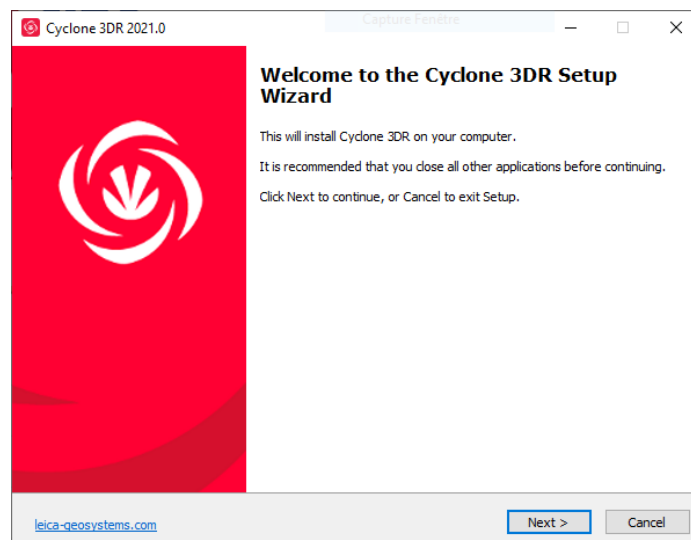 Cyclone 3DR 2021.0
Capture Fenêtre
Welcome to the Cyclone 3DR Setup
Wizard
This will install Cyclone 3DR on your computer.
It is recommended that you close all other applications before continuing.
Click Next to continue, or Cancel to exit Setup.
leica-geosystems.com
Next >
Cancel